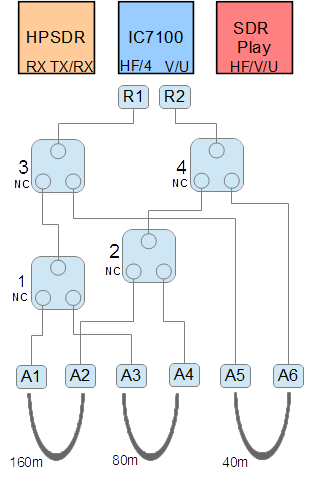 HPSDR
RX TX/RX
IC7100
HF/4 V/U
SDR
Play
HF/V/U
R1 R2
3
NC
4
NC
2
NC
1
NC
A1 A2 A3 A4 A5 A6
160m 80m 40m